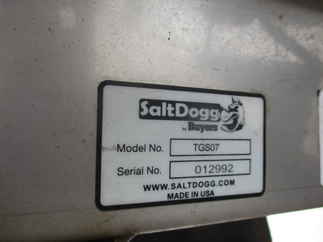 SaltDogg
by Buyers
Model No. TGS07
Serial No. 012992
WWW.SALTDOGG.COM
MADE IN USA